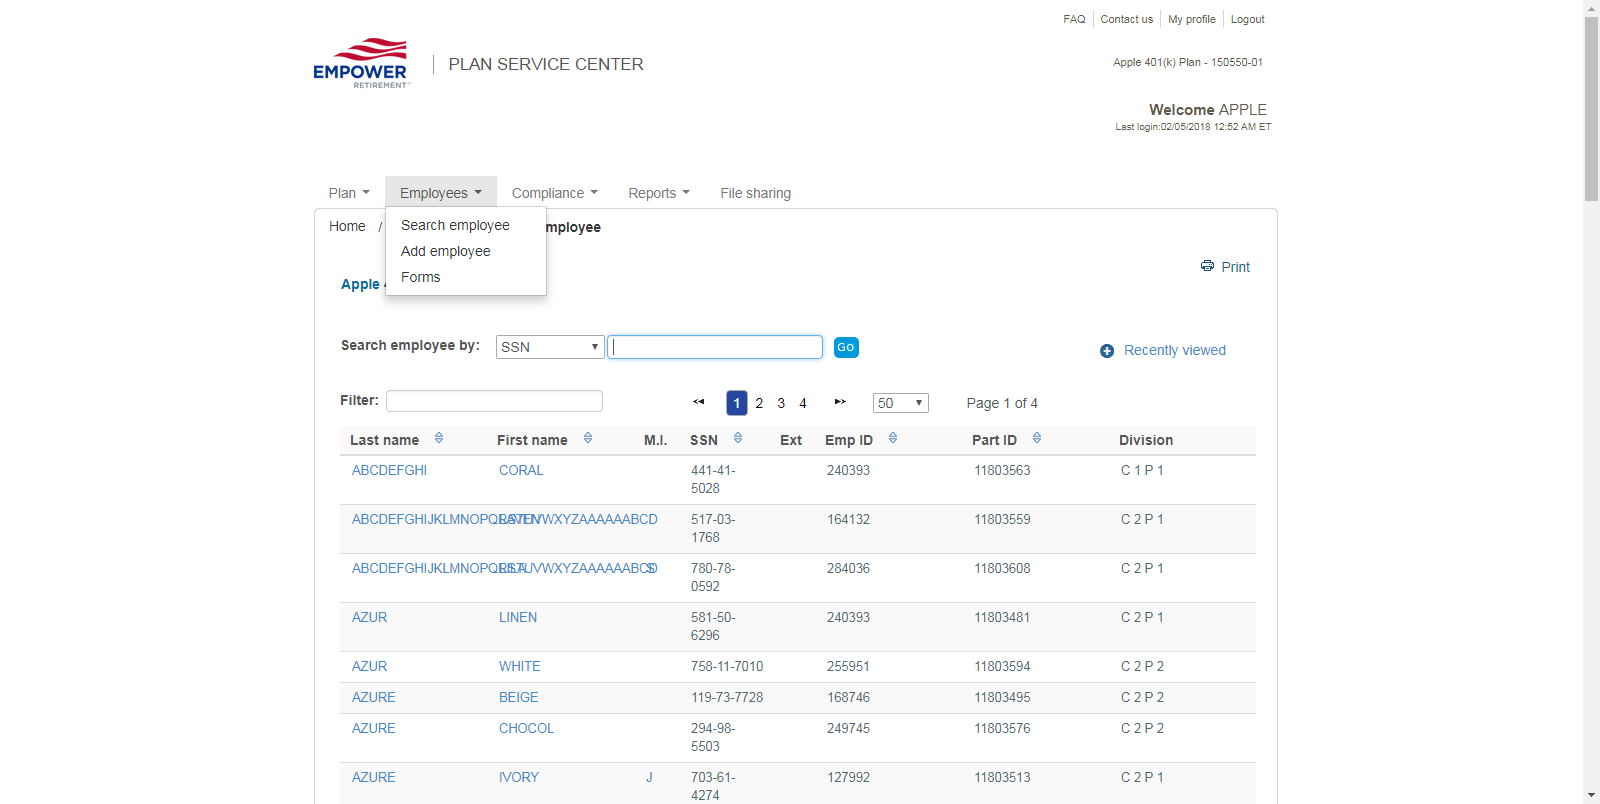 FAQ Contact us My profile Logout
EMPOWER
RETIREMENT™
PLAN SERVICE CENTER
Apple 401(k) Plan - 150550-01
Welcome APPLE
Last login:02/05/2018 12:52 AM ET
Plan Employees Compliance Reports File sharing
Home / mployee
Search employee
Add employee
Forms
Print
Apple
Search employee by: SSN Go
Recently viewed
Filter: 1 2 3 4 50 Page 1 of 4
Last name First name M.I. SSN Ext Emp ID Part ID Division
ABCDEFGHI CORAL 441-41-5028 240393 11803563 C 1 P 1
517-03-1768 164132 11803559 C 2 P 1
780-78-0592 284036 11803608 C 2 P 1
AZUR LINEN 581-50-6296 240393 11803481 C 2 P 1
AZUR WHITE 758-11-7010 255951 11803594 C 2 P 2
AZURE BEIGE 119-73-7728 168746 11803495 C 2 P 2
AZURE CHOCOL 294-98-5503 249745 11803576 C 2 P 2
AZURE IVORY J 703-61-4274 127992 11803513 C 2 P 1